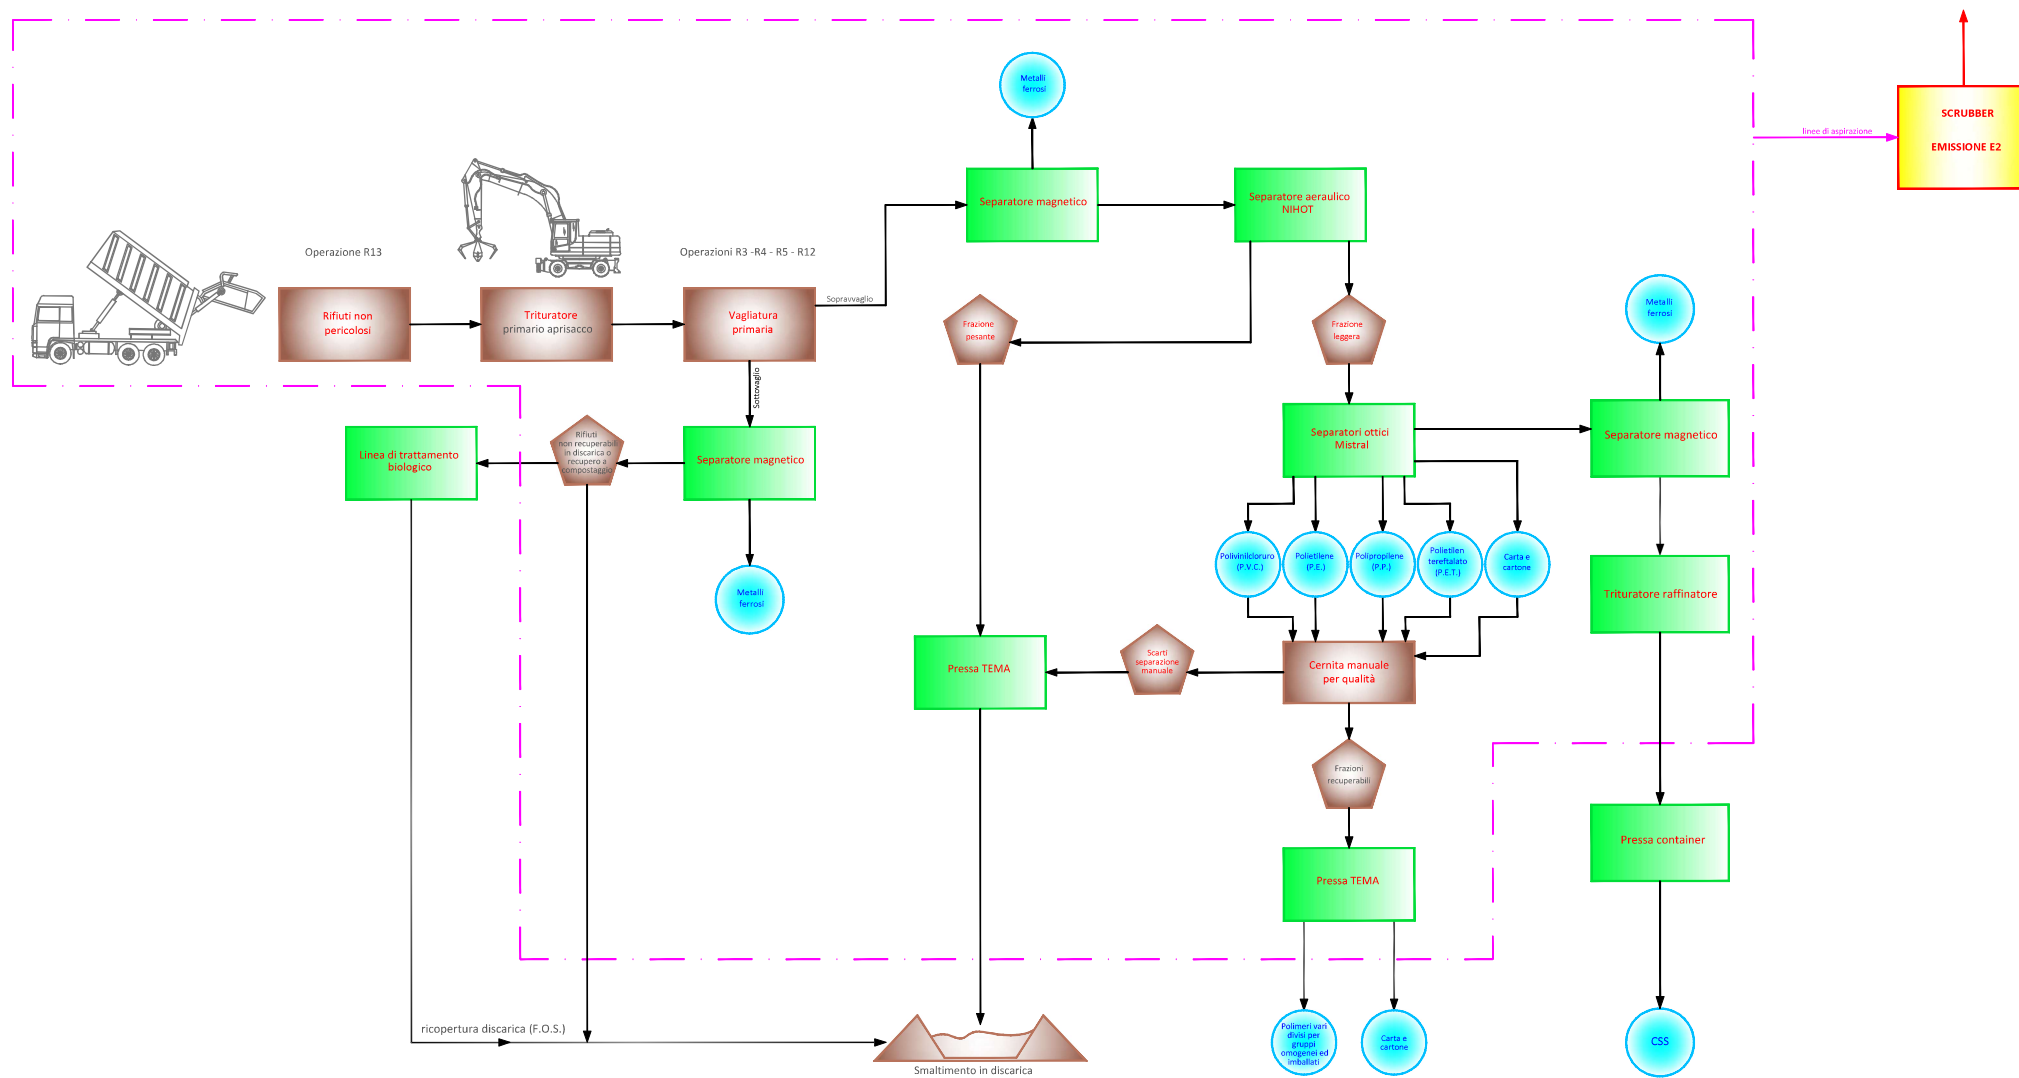 Metalli
ferrosi
linee di aspirazione
SCRUBBER
EMISSIONE E2
Separatore magnetico
Separatore aeraulico
NIHOT
Operazione R13
Operazioni R3 -R4 - R5 - R12
Sopravvaglio
Rifiuti non
pericolosi
Trituratore
primario aprisacco
Vagliatura
primaria
Frazione
pesante
Frazione
leggera
Metalli
ferrosi
Sottovaglio
Linea di trattamento
biologico
Rifiuti
non recuperabili
in discarica o
recupero a
compostaggio
Separatore magnetico
Separatori ottici
Mistral
Separatore magnetico
Polivinilcloruro
(P.V.C.)
Polietilene
(P.E.)
Polipropilene
(P.P.)
Polietilen
tereftalato
(P.E.T.)
Carta e
cartone
Metalli
ferrosi
Trituratore raffinatore
Pressa TEMA
Scarti
separazione
manuale
Cernita manuale
per qualità
Frazioni
recuperabili
Pressa TEMA
Pressa container
ricopertura discarica (F.O.S.)
Smaltimento in discarica
Polimeri vari
divisi per
gruppi
omogenei ed
imballati
Carta e
cartone
CSS